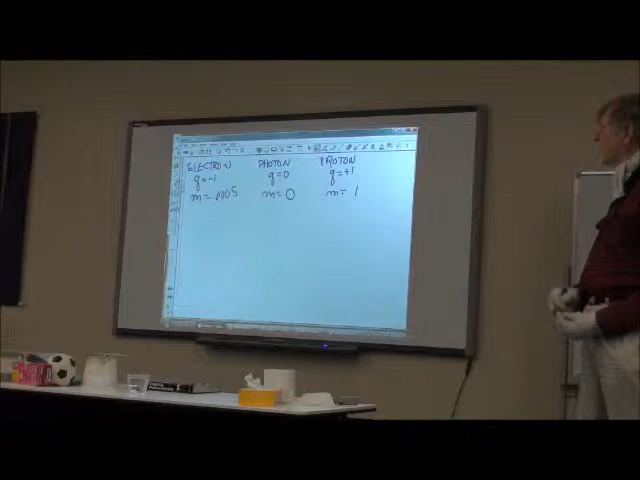 ELECTRON PHOTON PROTON
q=-1 q=0 q=+1
m=.0005 m=0 m=1